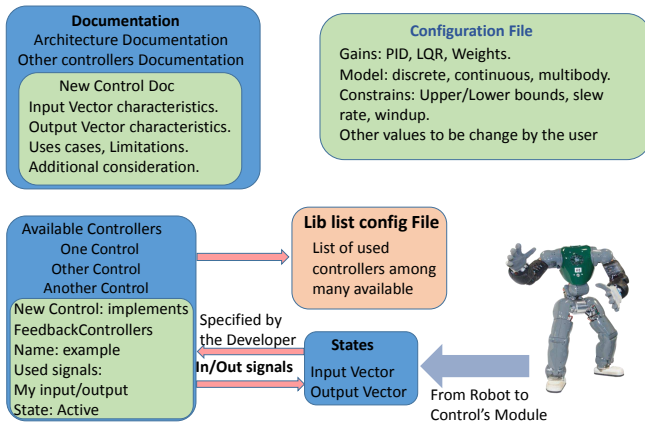 Documentation
Architecture Documentation
Other controllers Documentation
New Control Doc
Input Vector characteristics.
Output Vector characteristics.
Uses cases, Limitations.
Additional consideration.
Configuration File
Gains: PID, LQR, Weights.
Model: discrete, continuous, multibody.
Constrains: Upper/Lower bounds, slew
rate, windup.
Other values to be change by the user
Available Controllers
One Control
Other Control
Another Control
New Control: implements
FeedbackControllers
Name: example
Used signals:
My input/output
State: Active
Lib list config File
List of used
controllers among
many available
Specified by
the Developer
In/Out signals
States
Input Vector
Output Vector
From Robot to
Control's Module